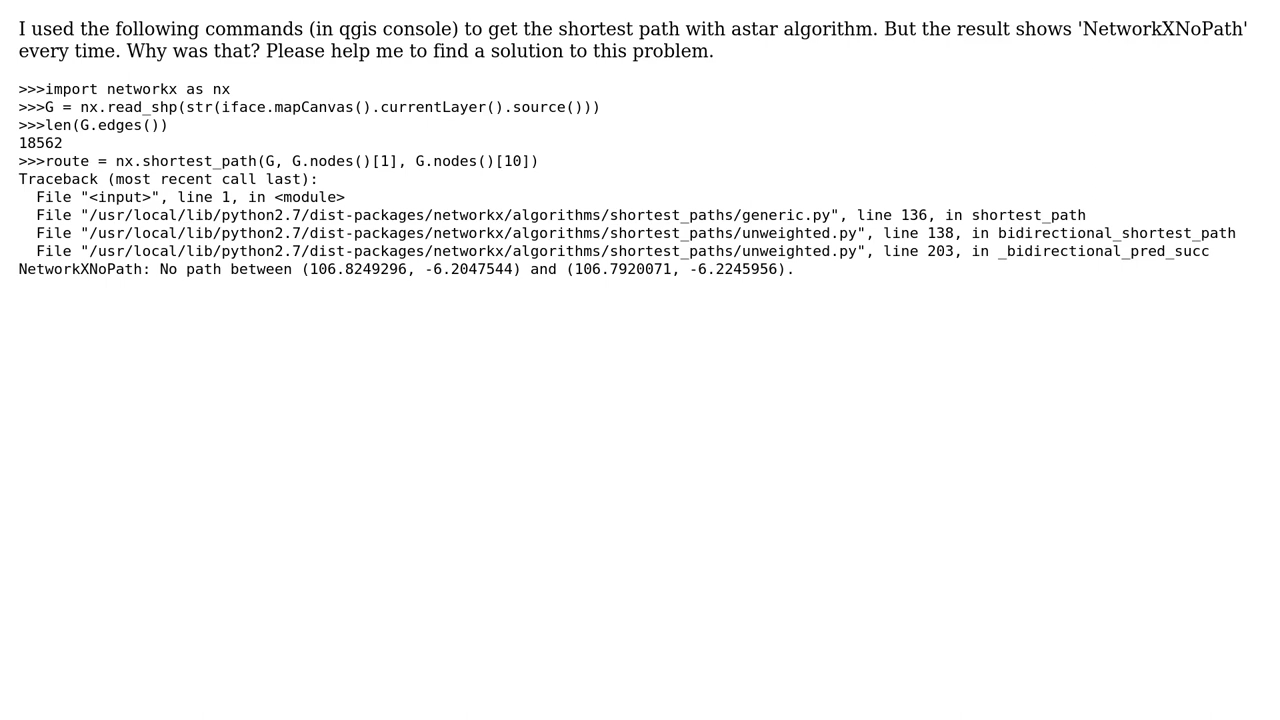 I used the following commands (in qgis console) to get the shortest path with astar algorithm. But the result shows 'NetworkXNoPath'
every time. Why was that? Please help me to find a solution to this problem.
>>>import networkx as nx
>>>G = nx.read_shp(str(iface.mapCanvas().currentLayer().source()))
>>>len(G.edges())
18562
>>>route = nx.shortest_path(G, G.nodes()[1], G.nodes()[10])
Traceback (most recent call last):
  File "<input>", line 1, in <module>
  File "/usr/local/lib/python2.7/dist-packages/networkx/algorithms/shortest_paths/generic.py", line 136, in shortest_path
  File "/usr/local/lib/python2.7/dist-packages/networkx/algorithms/shortest_paths/unweighted.py", line 138, in bidirectional_shortest_path
  File "/usr/local/lib/python2.7/dist-packages/networkx/algorithms/shortest_paths/unweighted.py", line 203, in _bidirectional_pred_succ
NetworkXNoPath: No path between (106.8249296, -6.2047544) and (106.7920071, -6.2245956).